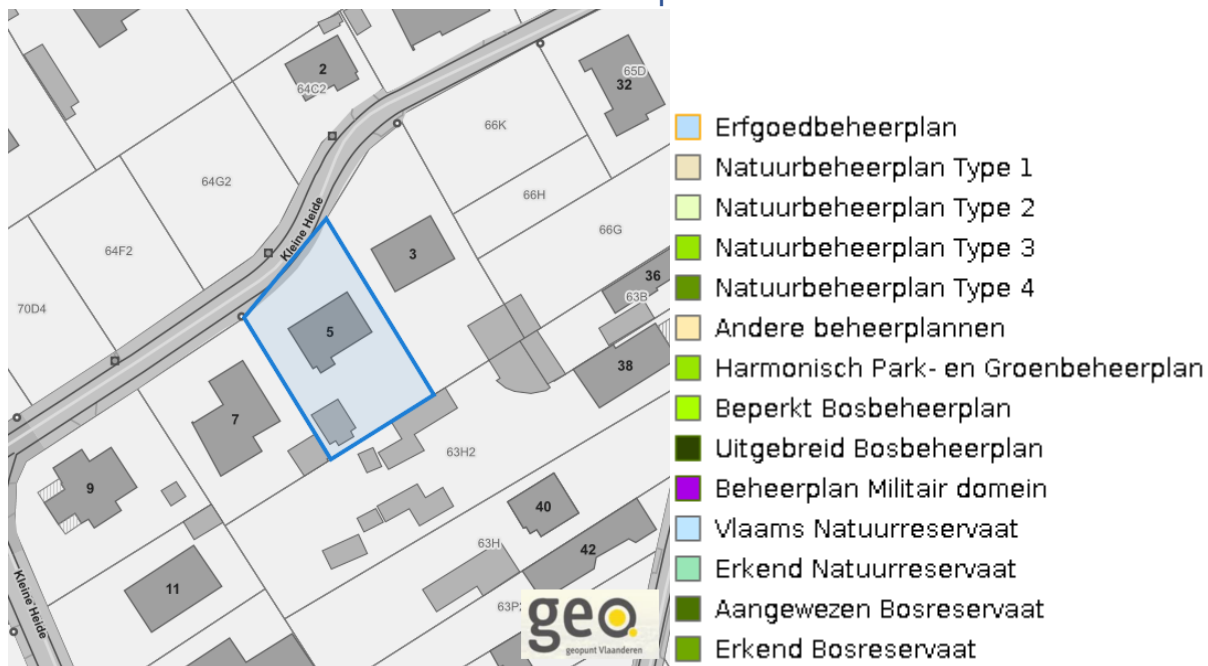 2
64C2
65D
32
66K
64G2
66H
Kleine Heide
66G
64F2
3
36
63B
70D4
5
38
7
63H2
9
40
63H
42
11
Kleine Heide
63P2
geo.
geopunt Vlaanderen
Erfgoedbeheerplan
Natuurbeheerplan Type 1
Natuurbeheerplan Type 2
Natuurbeheerplan Type 3
Natuurbeheerplan Type 4
Andere beheerplannen
Harmonisch Park- en Groenbeheerplan
Beperkt Bosbeheerplan
Uitgebreid Bosbeheerplan
Beheerplan Militair domein
Vlaams Natuurreservaat
Erkend Natuurreservaat
Aangewezen Bosreservaat
Erkend Bosreservaat